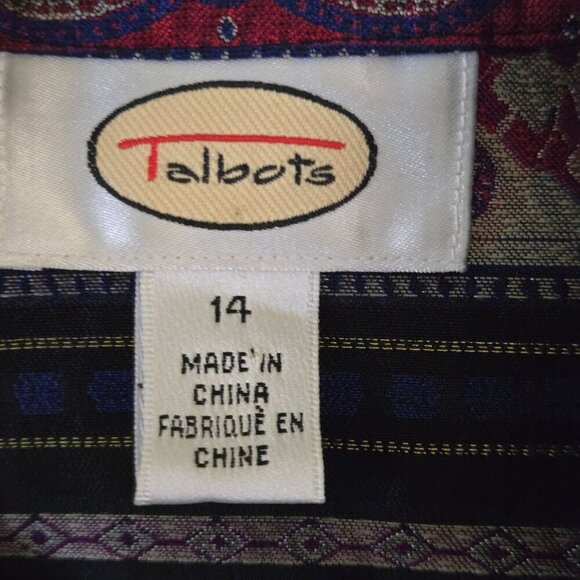 Talbots
14
MADE IN
CHINA
FABRIQUÈ EN
CHINE